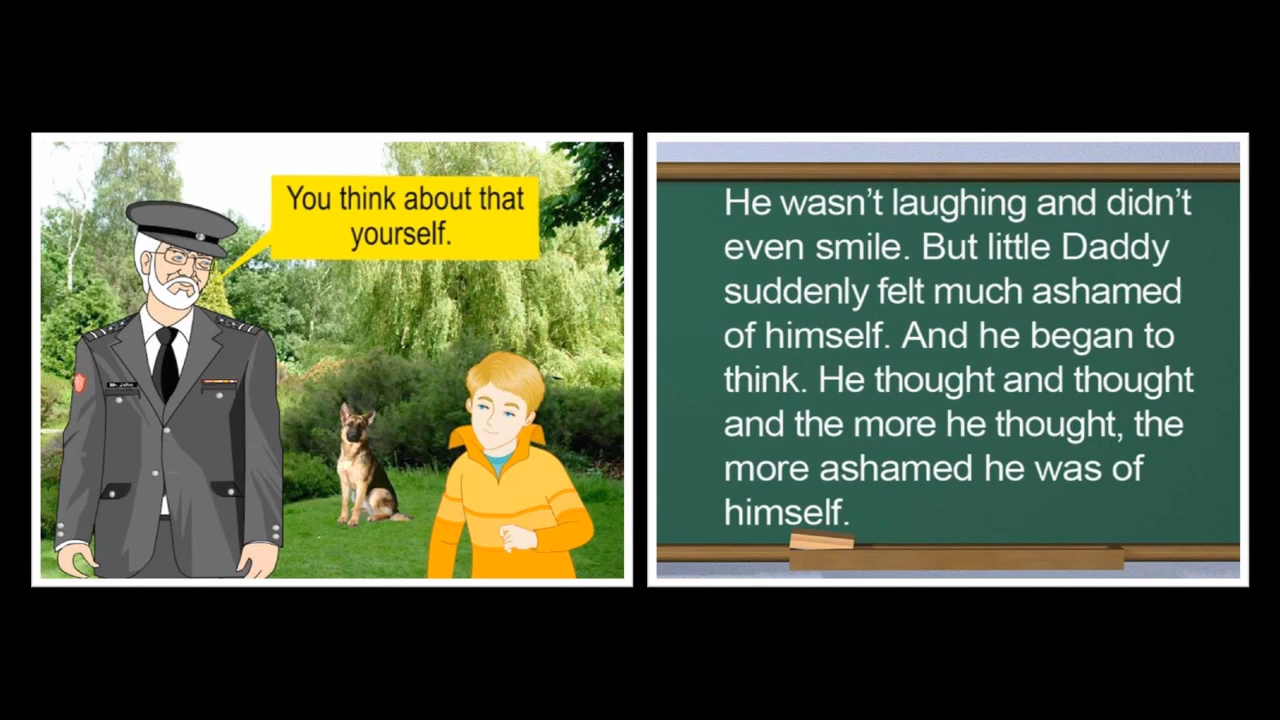 You think about that
yourself.
Mr. John
He wasn't laughing and didn't
even smile. But little Daddy
suddenly felt much ashamed
of himself. And he began to
think. He thought and thought
and the more he thought, the
more ashamed he was of
himself.